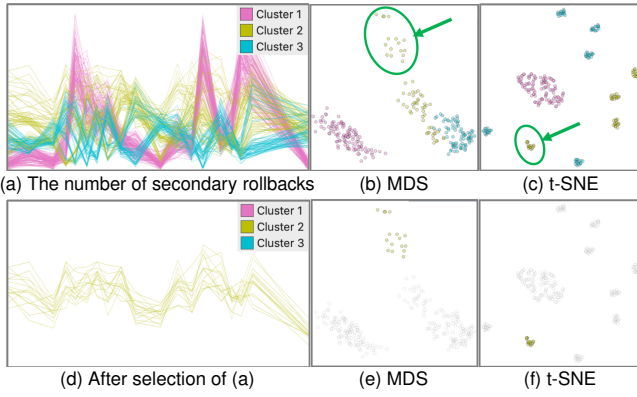 Cluster 1
Cluster 2
Cluster 3
(a) The number of secondary rollbacks
(b) MDS
(c) t-SNE
Cluster 1
Cluster 2
Cluster 3
(d) After selection of (a)
(e) MDS
(f) t-SNE